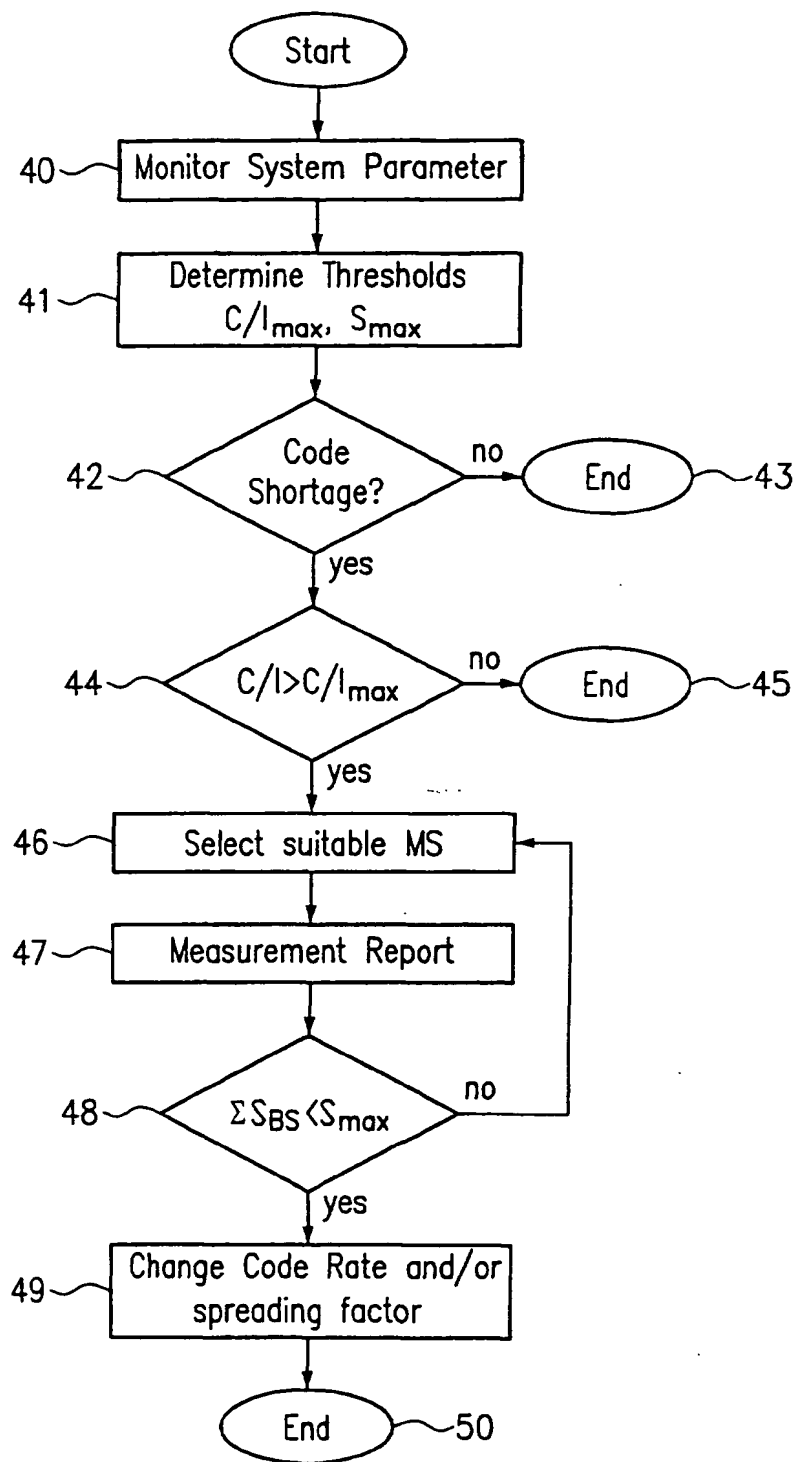 Start
40
Monitor System Parameter
41
Determine Thresholds
C/Imax, Smax
42
Code
Shortage?
no
End
43
yes
44
C/I>C/Imax
no
End
45
yes
46
Select suitable MS
47
Measurement Report
48
ΣSBS<Smax
no
yes
49
Change Code Rate and/or
spreading factor
End
50